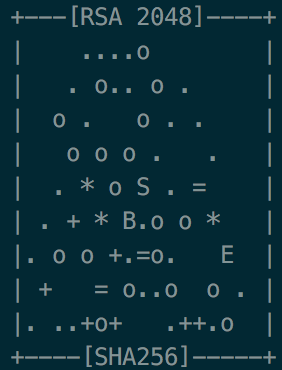 +---[RSA 2048]----+
|    ....o        |
|   . o.. o .     |
|  o .   o . .    |
|   o o o .   .   |
|  . * o S . =    |
| . + * B.o o *   |
|. o o +.=o.   E  |
| +   = o..o  o . |
|. ..+o+   .++.o  |
+----[SHA256]-----+